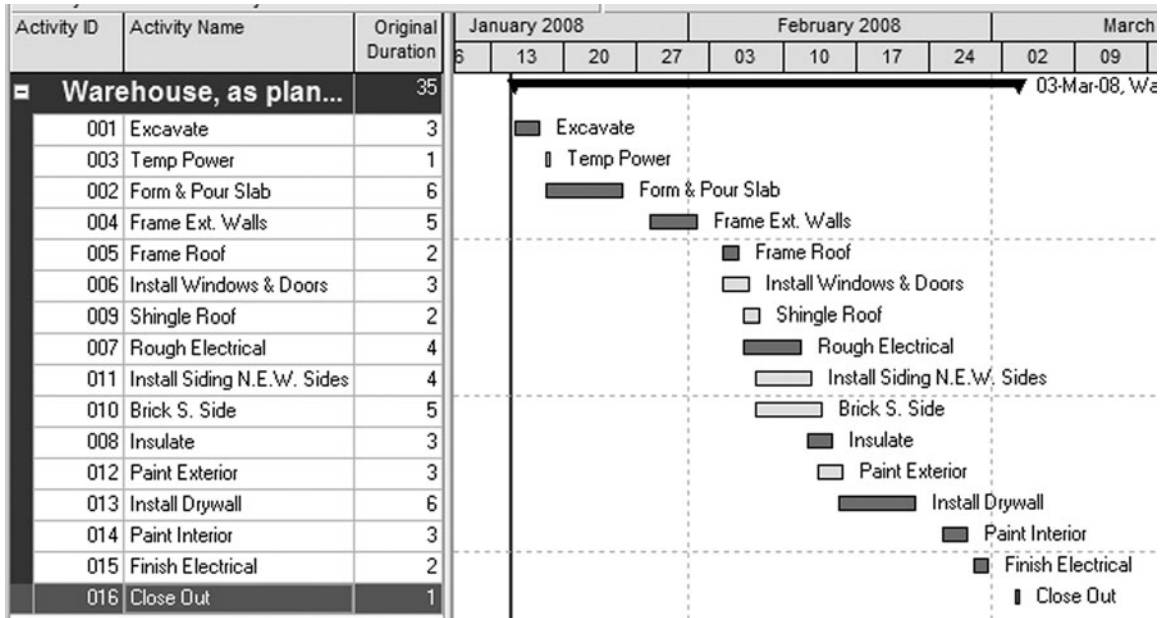 Activity ID Activity Name Original Duration January 2008 February 2008 March
6 13 20 27 03 10 17 24 02 09
Warehouse, as plan... 35 03-Mar-08, Wa
001 Excavate 3 Excavate
003 Temp Power 1 Temp Power
002 Form & Pour Slab 6 Form & Pour Slab
004 Frame Ext. Walls 5 Frame Ext. Walls
005 Frame Roof 2 Frame Roof
006 Install Windows & Doors 3 Install Windows & Doors
009 Shingle Roof 2 Shingle Roof
007 Rough Electrical 4 Rough Electrical
011 Install Siding N.E.W. Sides 4 Install Siding N.E.W. Sides
010 Brick S. Side 5 Brick S. Side
008 Insulate 3 Insulate
012 Paint Exterior 3 Paint Exterior
013 Install Drywall 6 Install Drywall
014 Paint Interior 3 Paint Interior
015 Finish Electrical 2 Finish Electrical
016 Close Out 1 Close Out